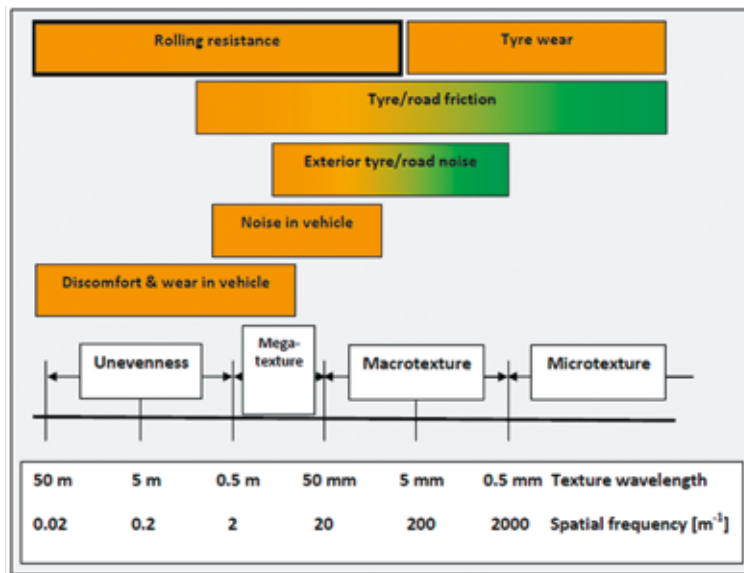 Rolling resistance
Tyre wear
Tyre/road friction
Exterior tyre/road noise
Noise in vehicle
Discomfort & wear in vehicle
Unevenness
Mega-
texture
Macrotexture
Microtexture
50 m 5 m 0.5 m 50 mm 5 mm 0.5 mm Texture wavelength
0.02 0.2 2 20 200 2000 Spatial frequency [m⁻¹]